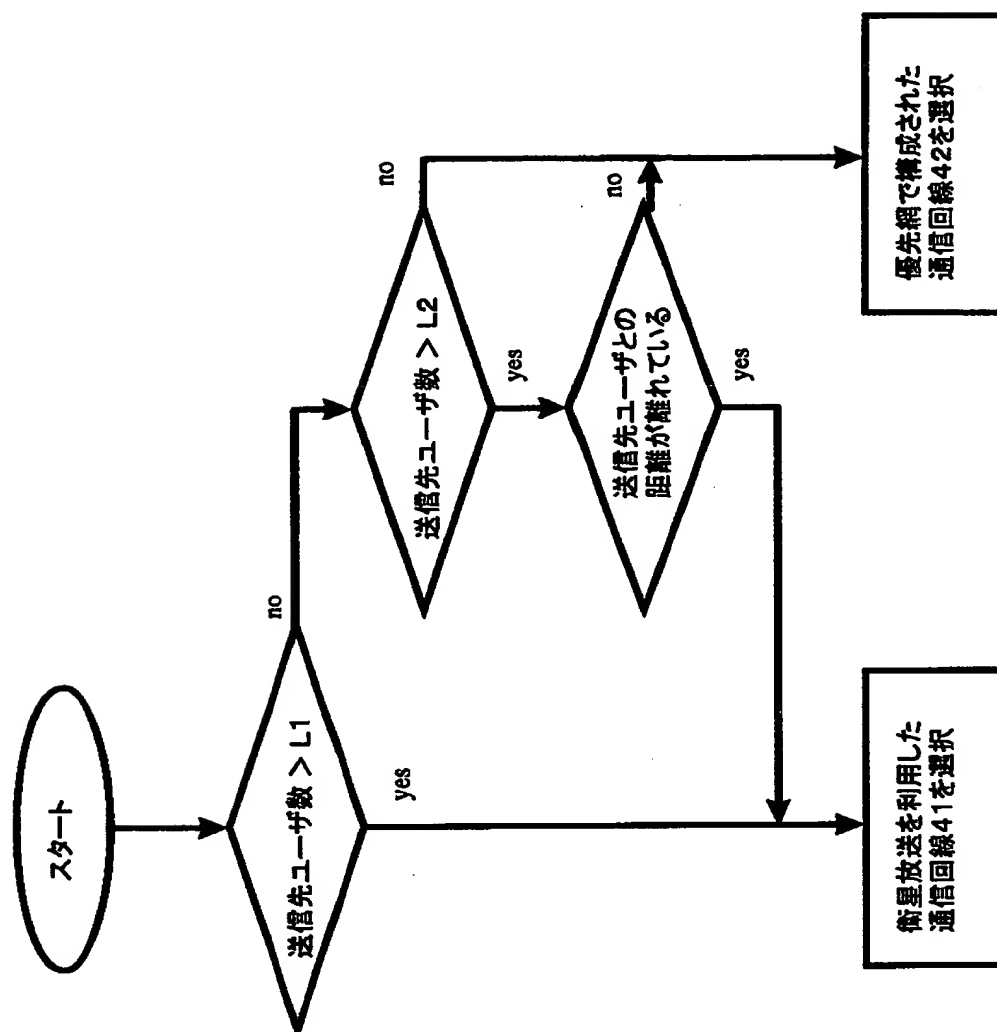 スタート
送信先ユーザ数 > L1
no
yes
送信先ユーザ数 > L2
no
yes
送信先ユーザとの
距離が離れている
no
yes
衛星放送を利用した
通信回線41を選択
優先網で構成された
通信回線42を選択